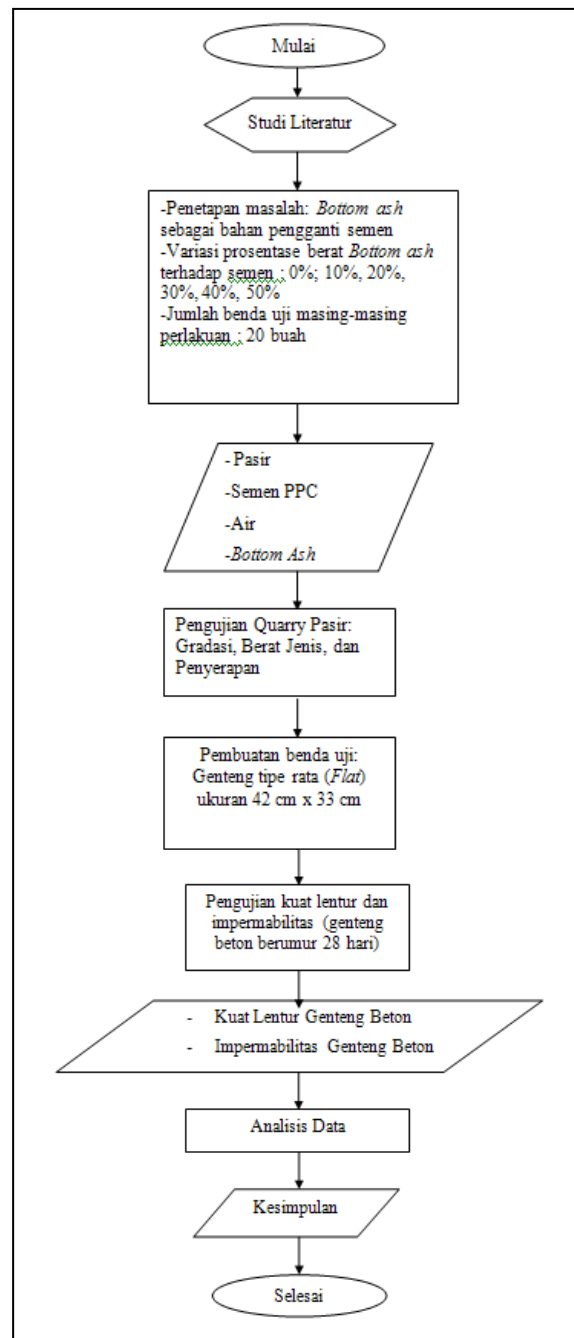 Mulai
Studi Literatur
-Penetapan masalah: Bottom ash
sebagai bahan pengganti semen
-Variasi prosentase berat Bottom ash
terhadap semen ; 0%; 10%, 20%,
30%, 40%, 50%
-Jumlah benda uji masing-masing
perlakuan ; 20 buah
- Pasir
-Semen PPC
-Air
-Bottom Ash
Pengujian Quarry Pasir:
Gradasi, Berat Jenis, dan
Penyerapan
Pembuatan benda uji:
Genteng tipe rata (Flat)
ukuran 42 cm x 33 cm
Pengujian kuat lentur dan
impermabilitas (genteng
beton berumur 28 hari)
- Kuat Lentur Genteng Beton
- Impermabilitas Genteng Beton
Analisis Data
Kesimpulan
Selesai